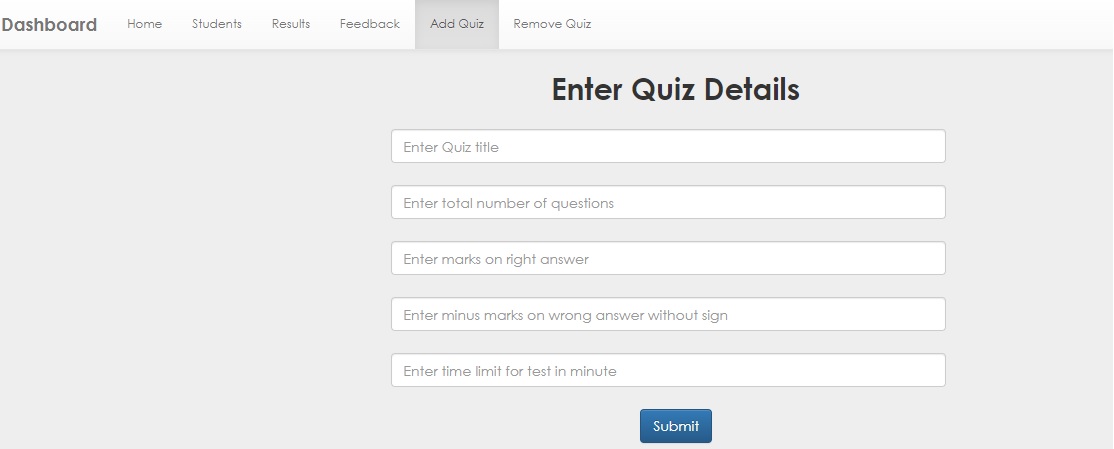 Dashboard Home Students Results Feedback Add Quiz Remove Quiz
Enter Quiz Details
Enter Quiz title
Enter total number of questions
Enter marks on right answer
Enter minus marks on wrong answer without sign
Enter time limit for test in minute
Submit